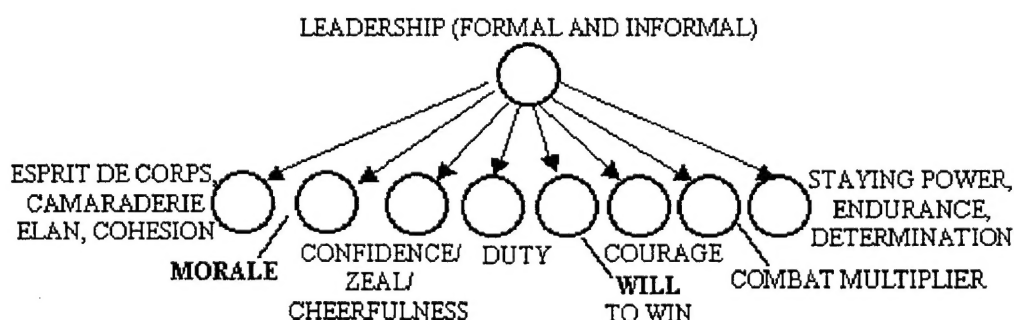 LEADERSHIP (FORMAL AND INFORMAL)
ESPRIT DE CORPS,
CAMARADERIE
ELAN, COHESION
MORALE
CONFIDENCE/
ZEAL/
CHEERFULNESS
DUTY
WILL
TO WIN
COURAGE
COMBAT MULTIPLIER
STAYING POWER,
ENDURANCE,
DETERMINATION